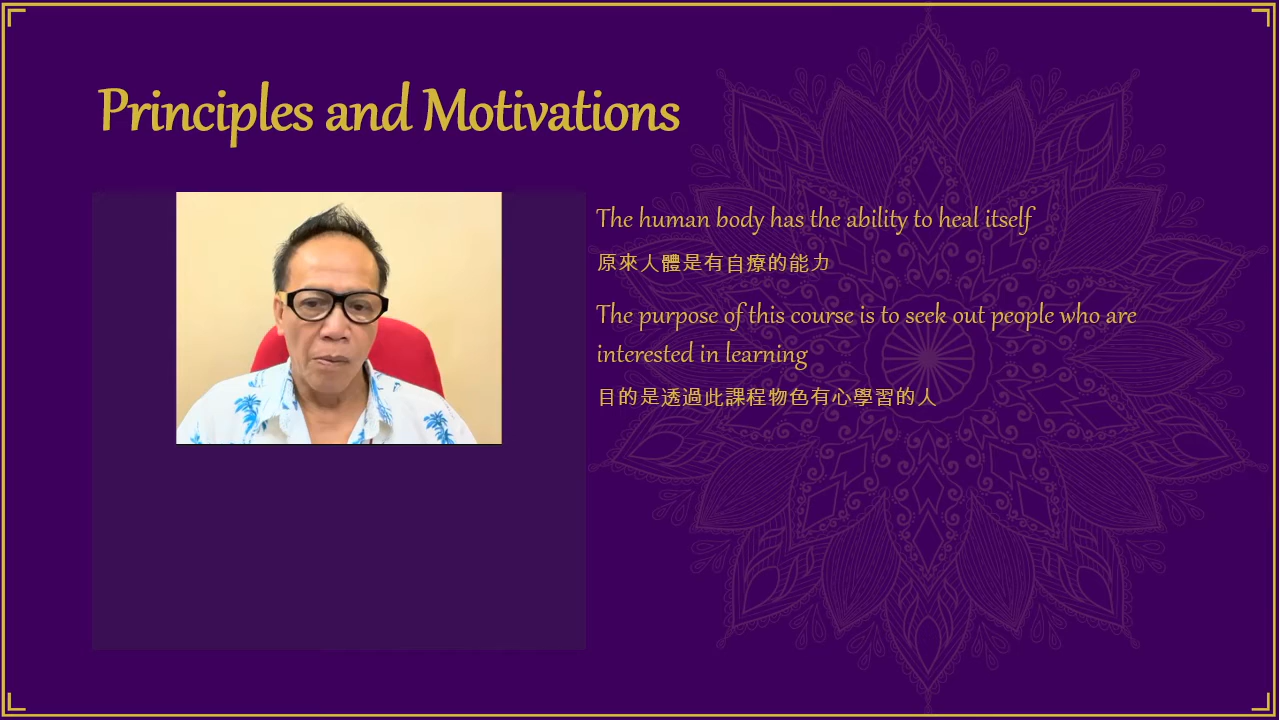 Principles and Motivations
The human body has the ability to heal itself
原來人體是有自療的能力
The purpose of this course is to seek out people who are
interested in learning
目的是透過此課程物色有心學習的人